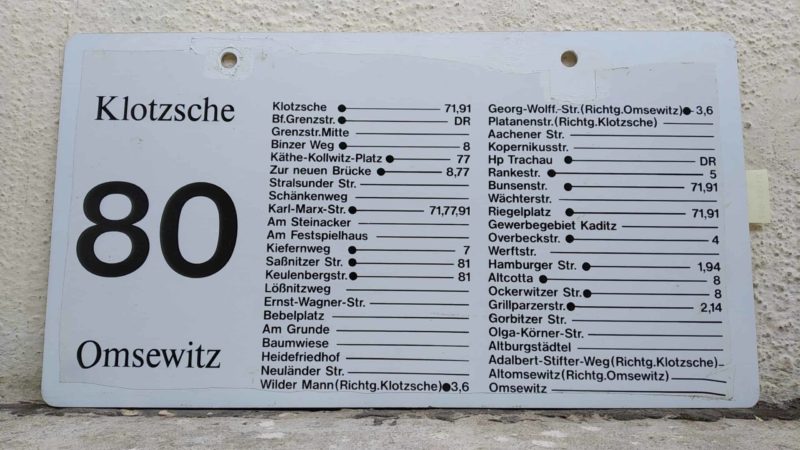 Klotzsche
80
Omsewitz
Klotzsche 71,91
Bf.Grenzstr. DR
Grenzstr.Mitte
Binzer Weg 8
Käthe-Kollwitz-Platz 77
Zur neuen Brücke 8,77
Stralsunder Str.
Schänkenweg
Karl-Marx-Str. 71,77,91
Am Steinacker
Am Festspielhaus
Kiefernweg 7
Saßnitzer Str. 81
Keulenbergstr. 81
Lößnitzweg
Ernst-Wagner-Str.
Bebelplatz
Am Grunde
Baumwiese
Heidefriedhof
Neuländer Str.
Wilder Mann(Richtg.Klotzsche) 3,6
Georg-Wolff.-Str.(Richtg.Omsewitz) 3,6
Platanenstr.(Richtg.Klotzsche)
Aachener Str.
Kopernikusstr.
Hp Trachau DR
Rankestr. 5
Bunsenstr. 71,91
Wächterstr.
Riegelplatz 71,91
Gewerbegebiet Kaditz
Overbeckstr. 4
Werftstr.
Hamburger Str. 1,94
Altcotta 8
Ockerwitzer Str. 8
Grillparzerstr. 2,14
Gorbitzer Str.
Olga-Körner-Str.
Altburgstädtel
Adalbert-Stifter-Weg(Richtg.Klotzsche)
Altomsewitz(Richtg.Omsewitz)
Omsewitz